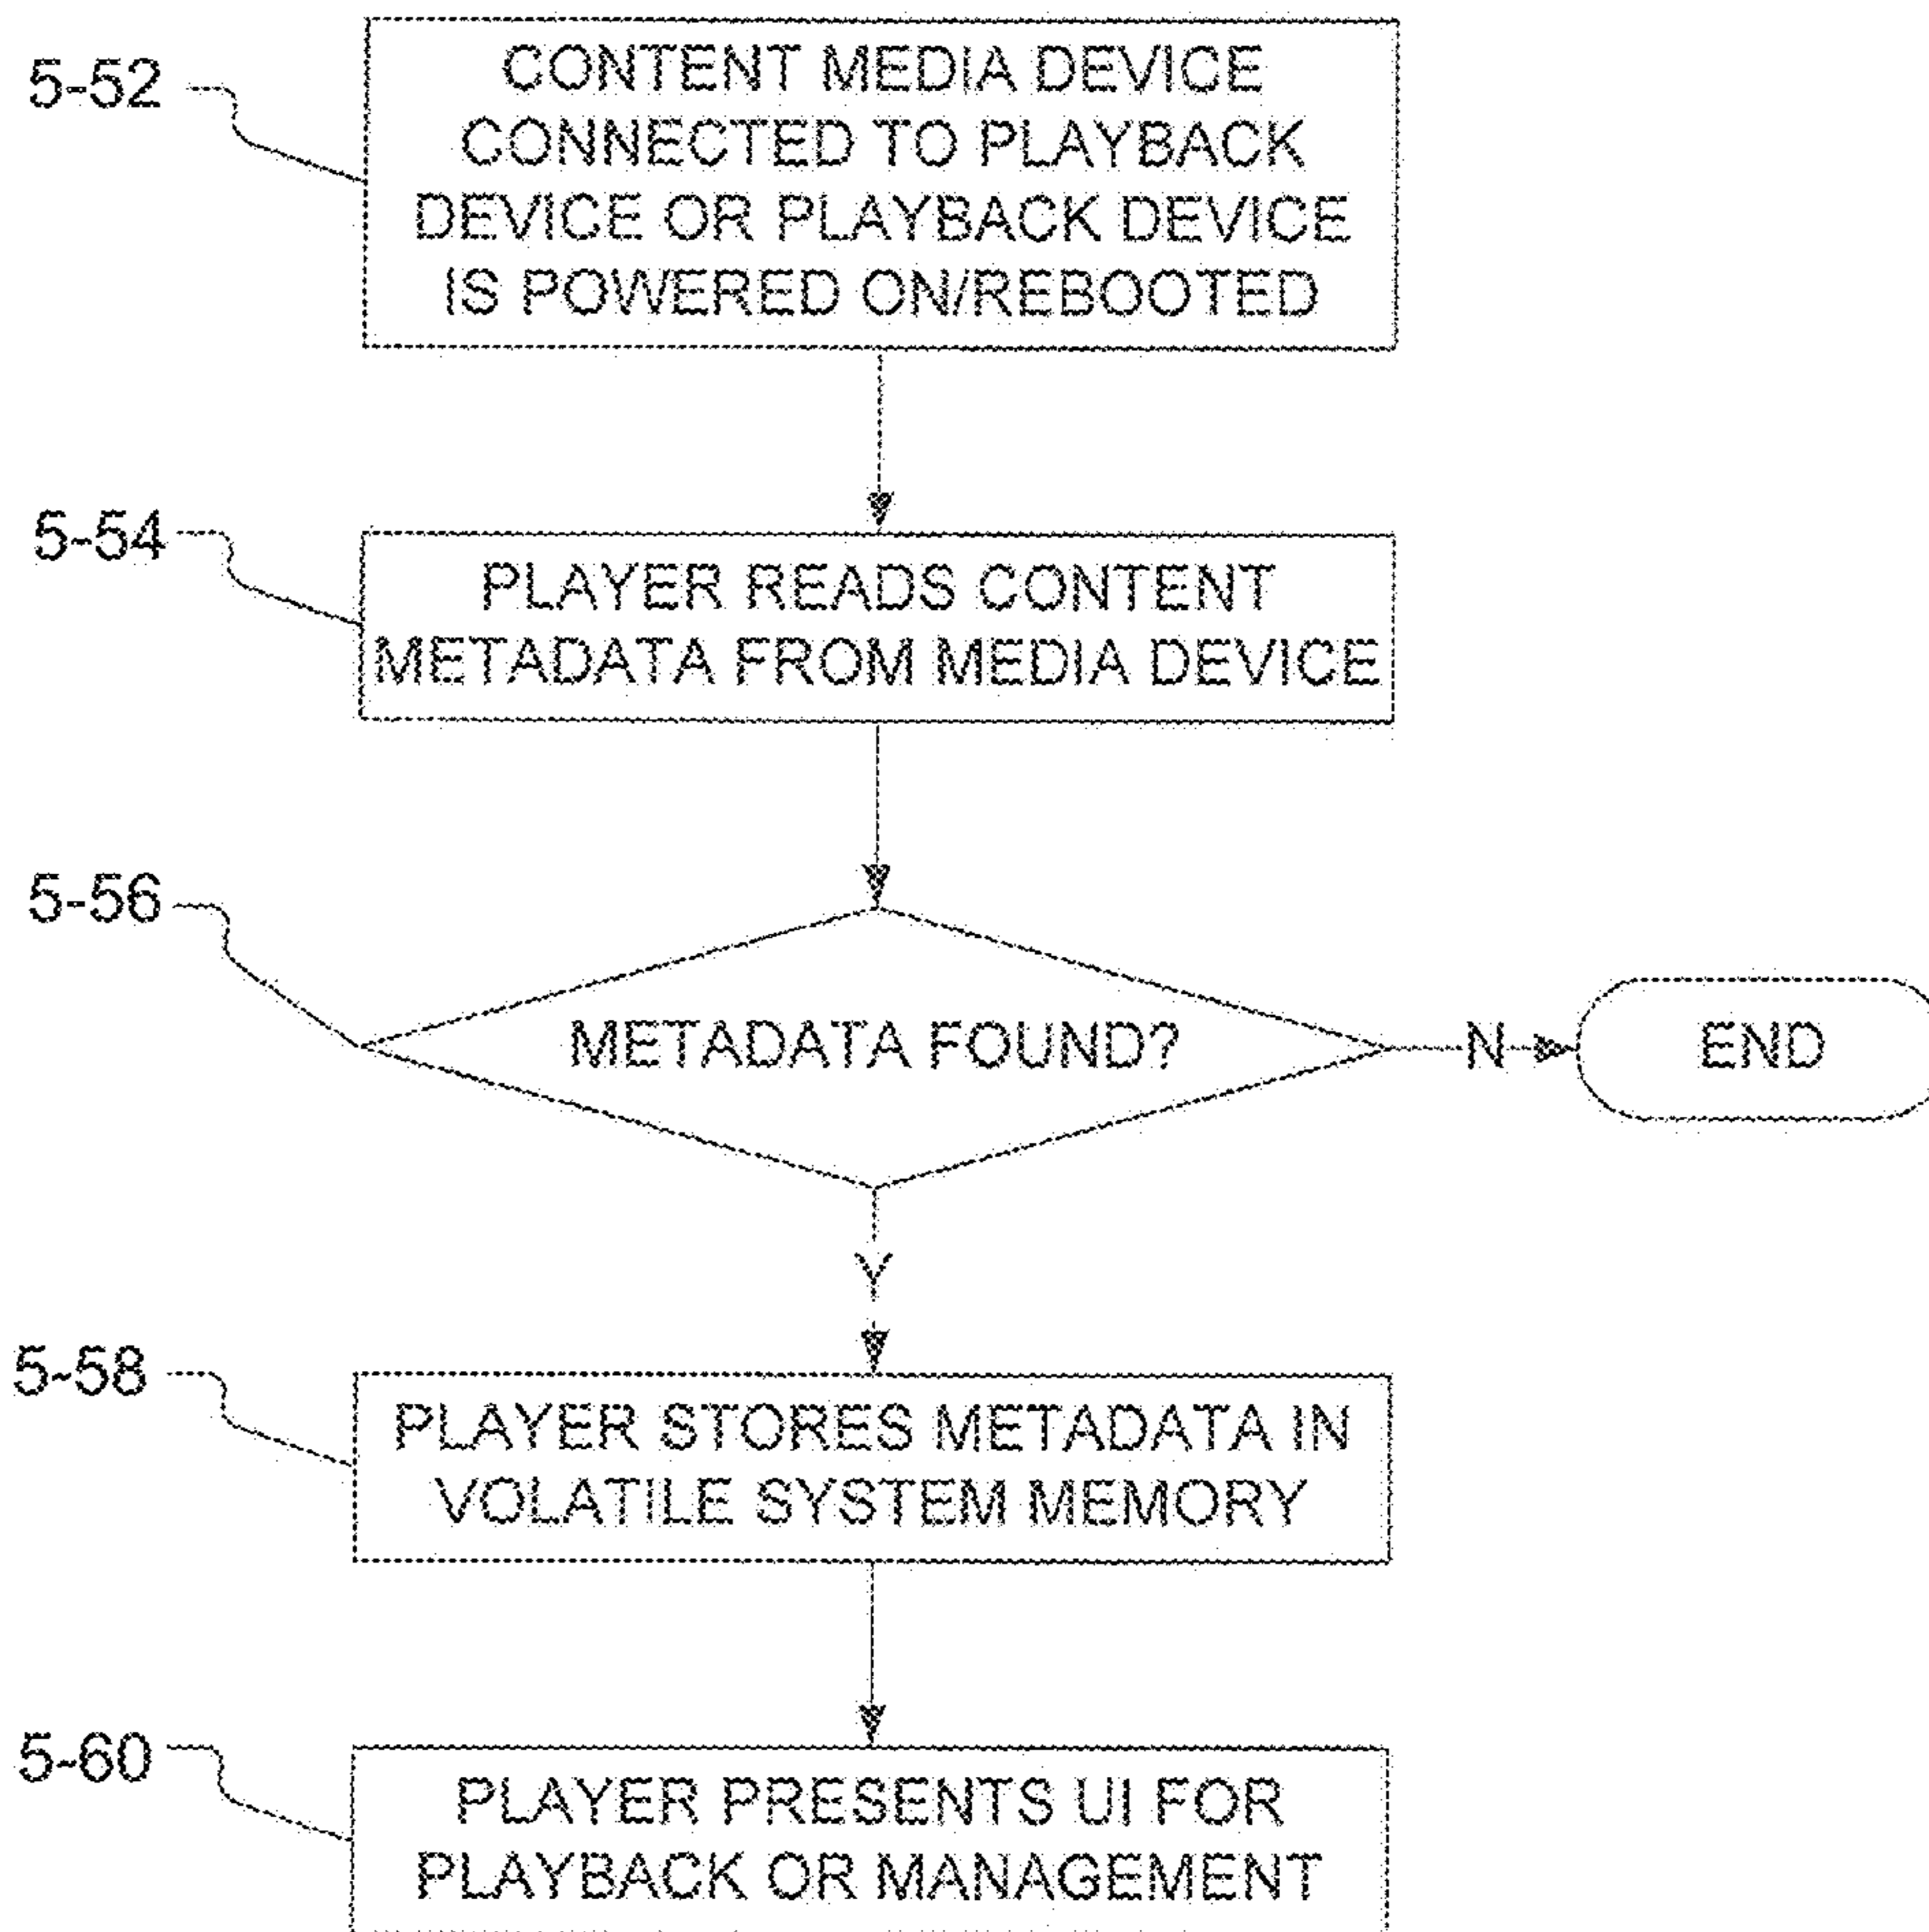 5-52
CONTENT MEDIA DEVICE
CONNECTED TO PLAYBACK
DEVICE OR PLAYBACK DEVICE
IS POWERED ON/REBOOTED
5-54
PLAYER READS CONTENT
METADATA FROM MEDIA DEVICE
5-56
METADATA FOUND?
N
END
Y
5-58
PLAYER STORES METADATA IN
VOLATILE SYSTEM MEMORY
5-60
PLAYER PRESENTS UI FOR
PLAYBACK OR MANAGEMENT